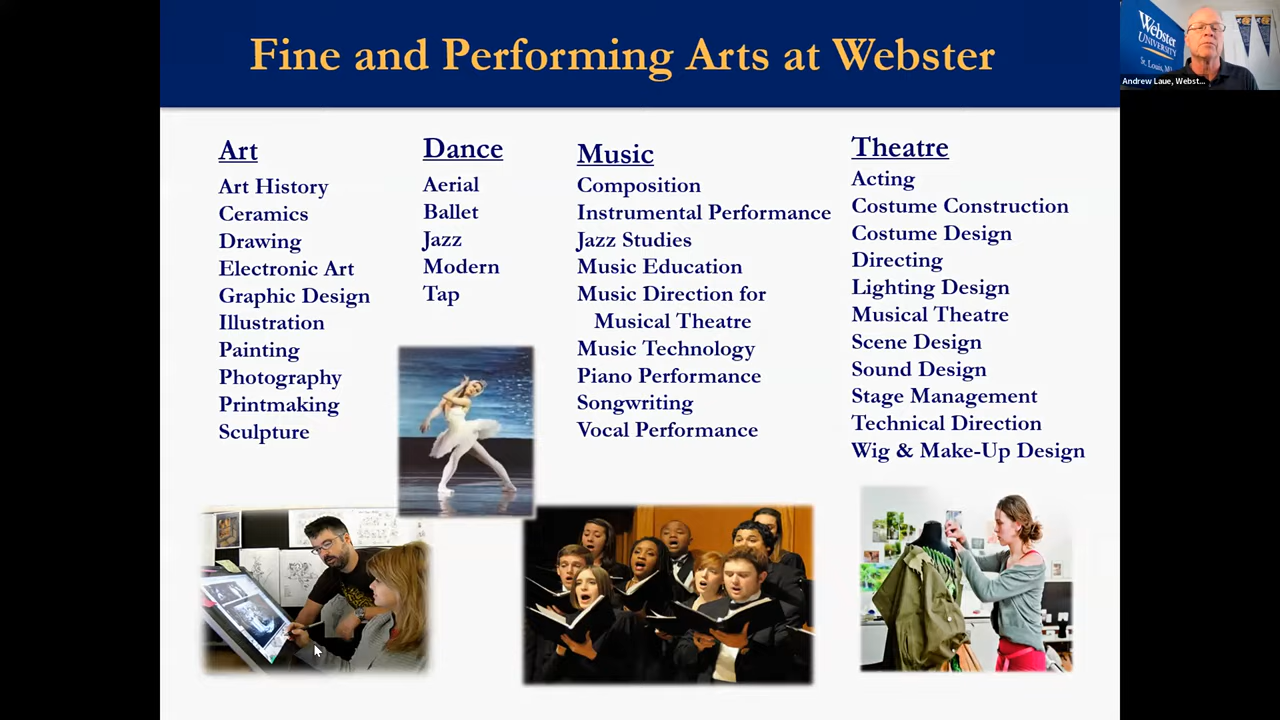 Fine and Performing Arts at Webster
Webster
UNIVERSITY
Andrew Laue, Webst...
Art
Art History
Ceramics
Drawing
Electronic Art
Graphic Design
Illustration
Painting
Photography
Printmaking
Sculpture
Dance
Aerial
Ballet
Jazz
Modern
Tap
Music
Composition
Instrumental Performance
Jazz Studies
Music Education
Music Direction for
Musical Theatre
Music Technology
Piano Performance
Songwriting
Vocal Performance
Theatre
Acting
Costume Construction
Costume Design
Directing
Lighting Design
Musical Theatre
Scene Design
Sound Design
Stage Management
Technical Direction
Wig & Make-Up Design